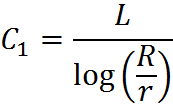 C₁ = L / log(R/r)